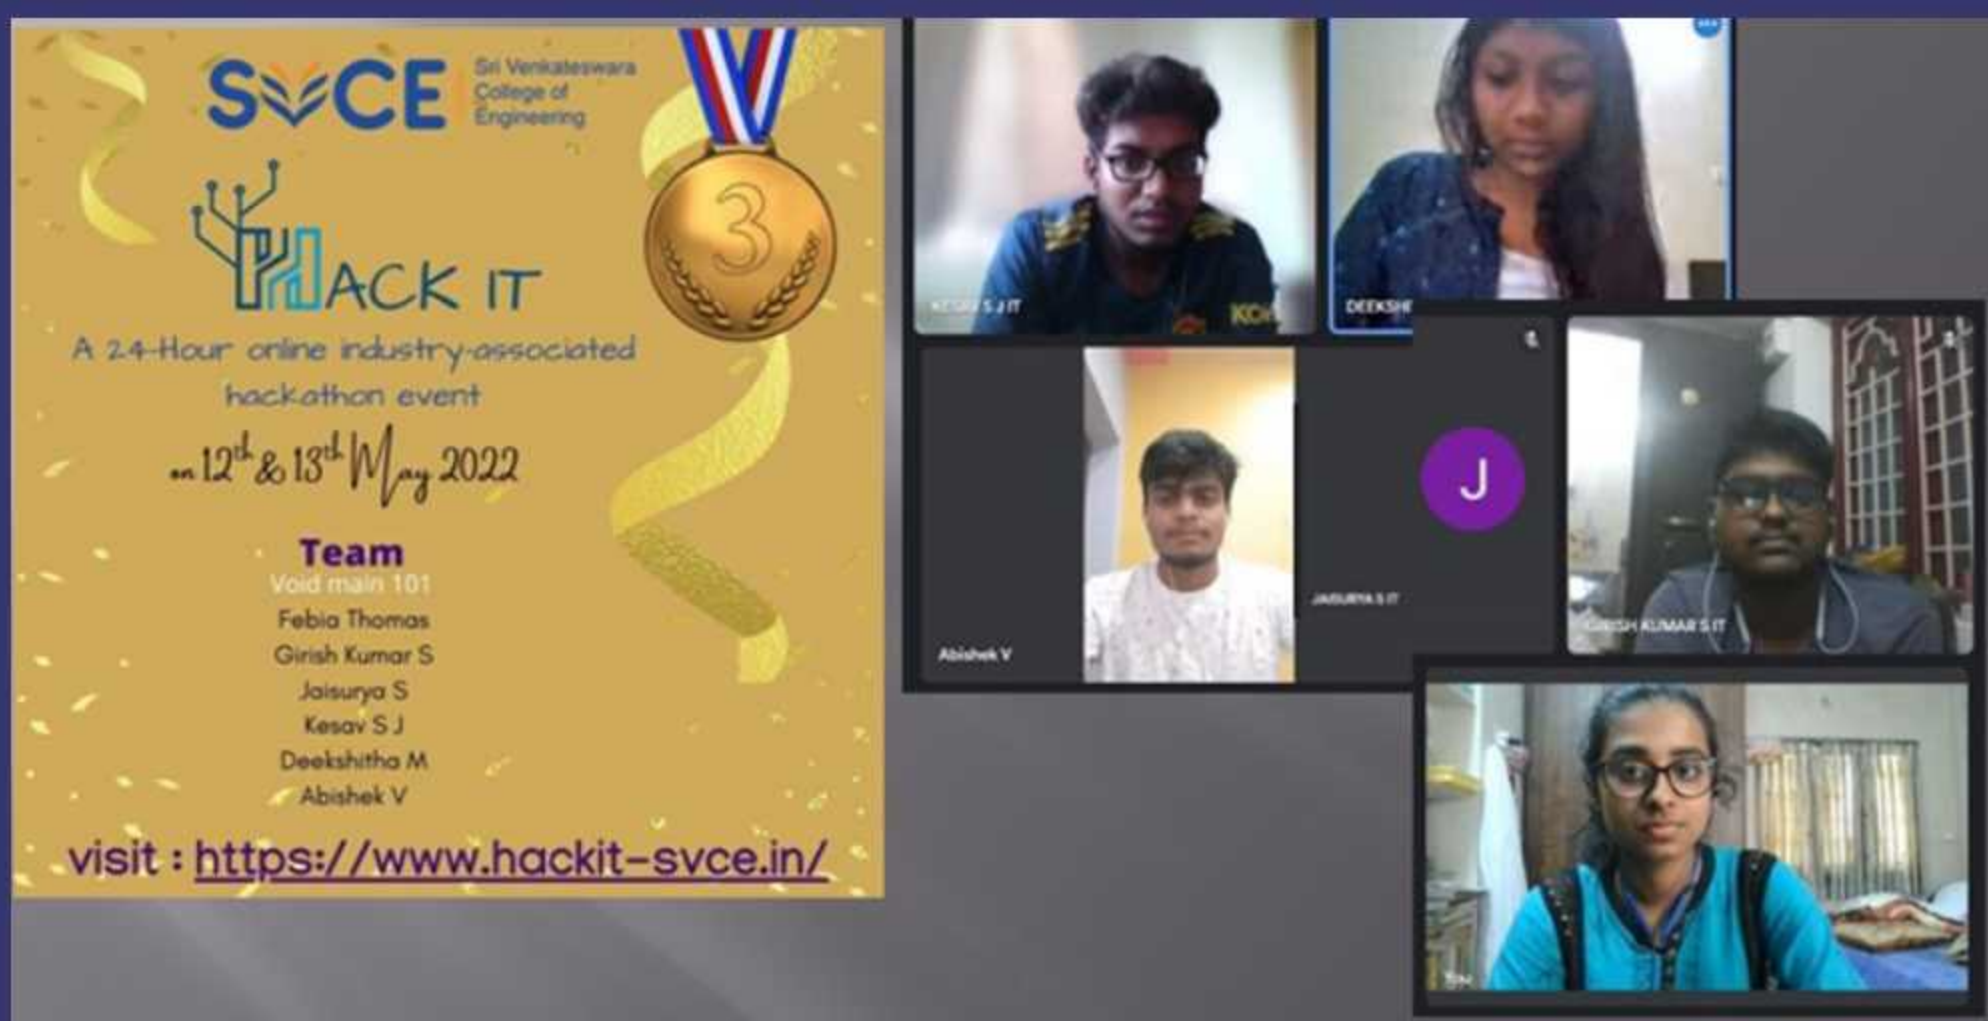 SVCE
Sri Venkateswara
College of
Engineering
3
HACK IT
A 24-Hour online industry-associated
hackathon event
on 12th & 13th May 2022
Team
Void main 101
Febia Thomas
Girish Kumar S
Jaisurya S
Kesav S J
Deekshitha M
Abishek V
visit : https://www.hackit-svce.in/
KESAV S J IT
DEEKSH
J
JAISURYA S IT
GIRISH KUMAR S IT
Abishek V